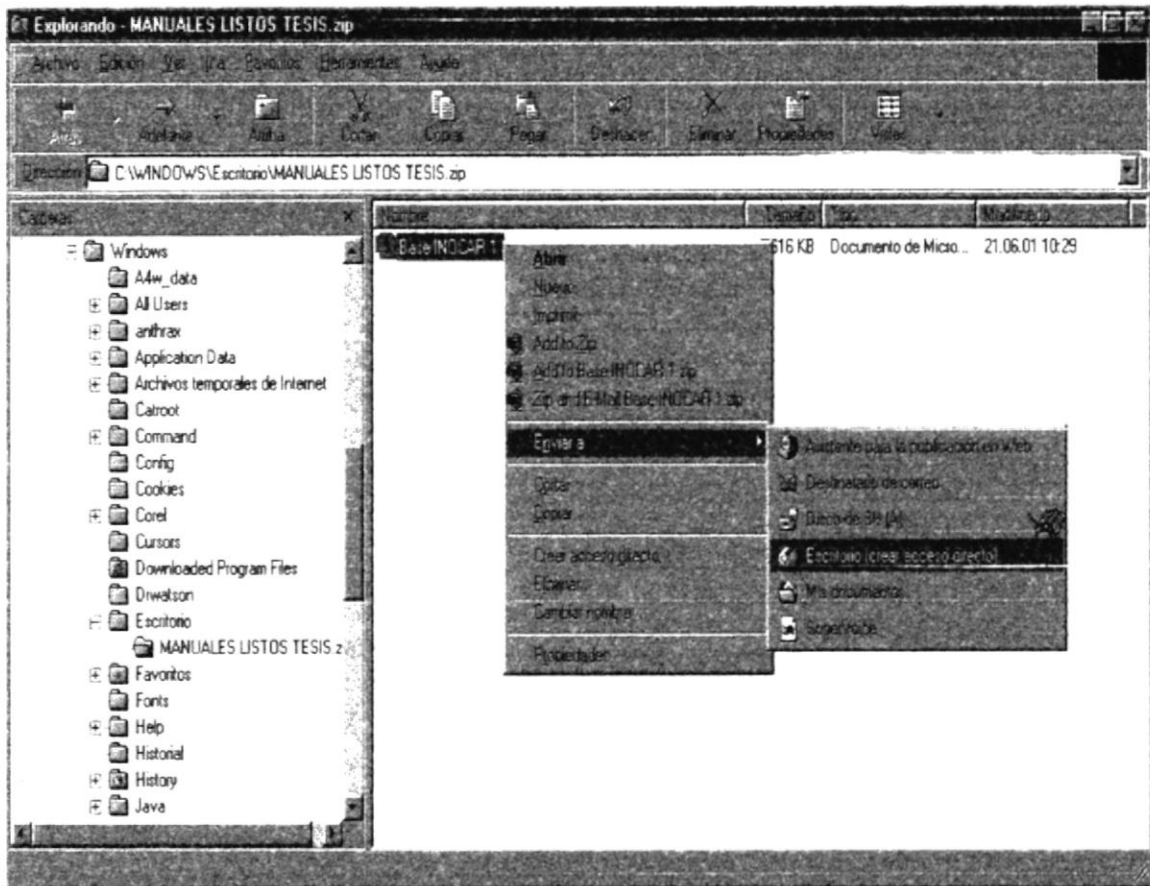 Explorando - MANUALES LISTOS TESIS.zip
Archivo Edición Ver Ir a Favoritos Herramientas Ayuda
Atrás Adelante Arriba Cortar Copiar Pegar Deshacer Eliminar Propiedades Vistas
Dirección C:\WINDOWS\Escritorio\MANUALES LISTOS TESIS.zip
Carpetas
Nombre Tamaño Tipo Modificado
Windows
A4w_data
All Users
anthrax
Application Data
Archivos temporales de Internet
Catroot
Command
Config
Cookies
Corel
Cursors
Downloaded Program Files
Drwatson
Escritorio
MANUALES LISTOS TESIS.z
Favoritos
Fonts
Help
Historial
History
Java
Base INOCAR 1 616 KB Documento de Micro... 21.06.01 10:29
Abrir
Nuevo
Imprimir
Add to Zip
Add to Base INOCAR 1.zip
Zip and E-Mail Base INOCAR 1.zip
Enviar a
Cortar
Copiar
Crear acceso directo
Eliminar
Cambiar nombre
Propiedades
Asistente para la publicación en Web
Destinatario de correo
Disco de 3½ (A)
Escritorio (crear acceso directo)
Mis documentos